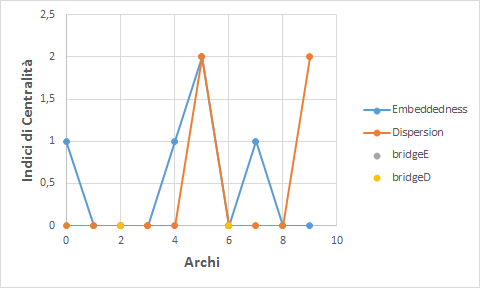 2,5
2
1,5
1
0,5
0
0 2 4 6 8 10
Indici di Centralità
Archi
Embeddedness
Dispersion
bridgeE
bridgeD